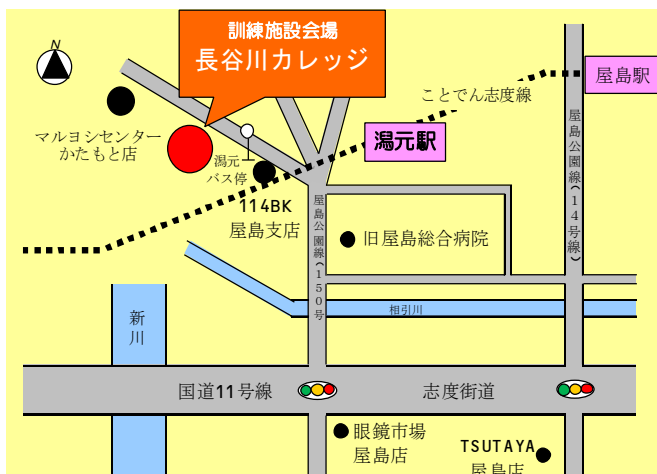 N
訓練施設会場
長谷川カレッジ
屋島駅
ことでん志度線
マルヨシセンター
かたもと店
潟元駅
潟元
バス停
屋島公園線(14号線)
114BK
屋島支店
屋島公園線(150号
旧屋島総合病院
新川
相引川
国道11号線
志度街道
眼鏡市場
屋島店
TSUTAYA
屋島店